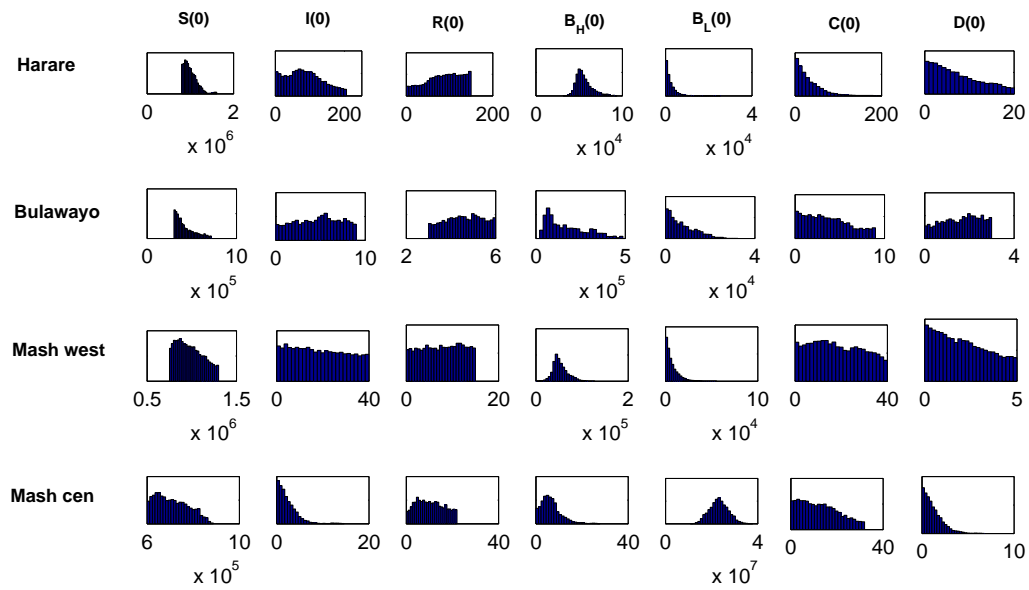 S(0) I(0) R(0) B_H(0) B_L(0) C(0) D(0)
Harare
0 2 0 200 0 200 0 10 0 4 0 200 0 20
x 10^6 x 10^4 x 10^4
Bulawayo
0 10 0 10 2 6 0 5 0 4 0 10 0 4
x 10^5 x 10^5 x 10^4
Mash west
0.5 1.5 0 40 0 20 0 2 0 10 0 40 0 5
x 10^6 x 10^5 x 10^4
Mash cen
6 10 0 20 0 40 0 40 0 4 0 40 0 10
x 10^5 x 10^7